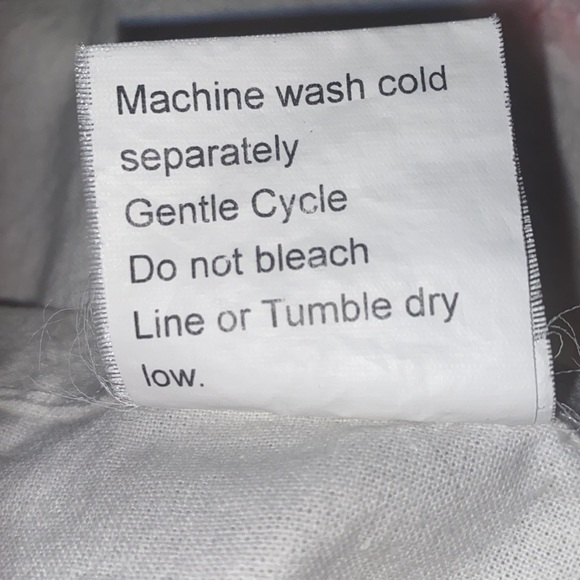 Machine wash cold
separately
Gentle Cycle
Do not bleach
Line or Tumble dry
low.